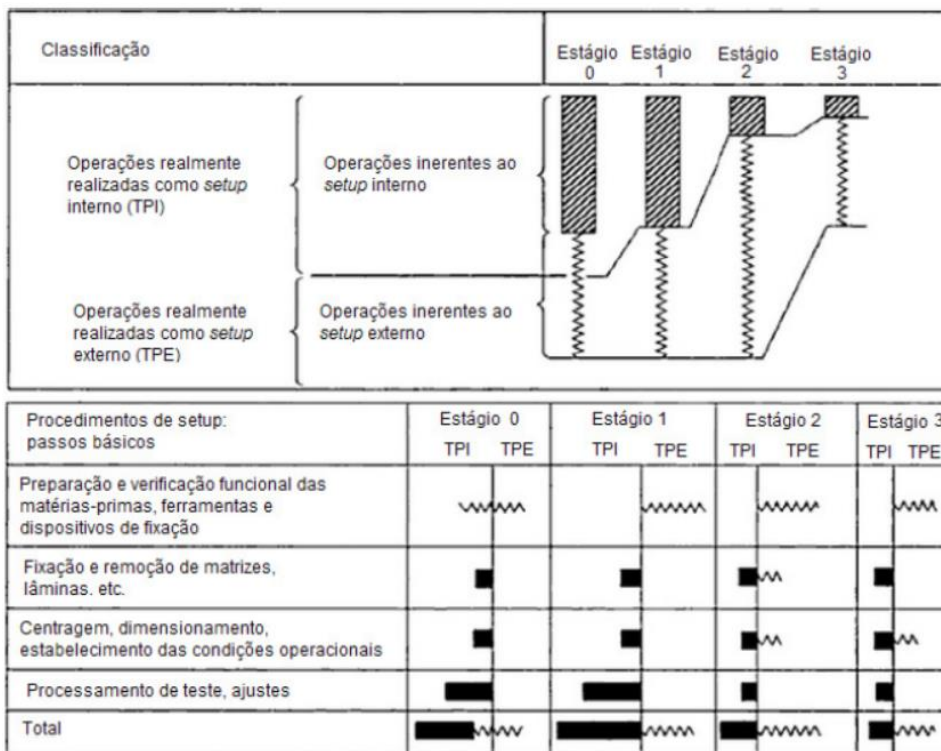 Classificação
Estágio Estágio Estágio Estágio
0 1 2 3
Operações realmente
realizadas como setup
interno (TPI)
Operações inerentes ao
setup interno
Operações realmente
realizadas como setup
externo (TPE)
Operações inerentes ao
setup externo
Procedimentos de setup:
passos básicos
Estágio 0 Estágio 1 Estágio 2 Estágio 3
TPI TPE TPI TPE TPI TPE TPI TPE
Preparação e verificação funcional das
matérias-primas, ferramentas e
dispositivos de fixação
Fixação e remoção de matrizes,
lâminas. etc.
Centragem, dimensionamento,
estabelecimento das condições operacionais
Processamento de teste, ajustes
Total